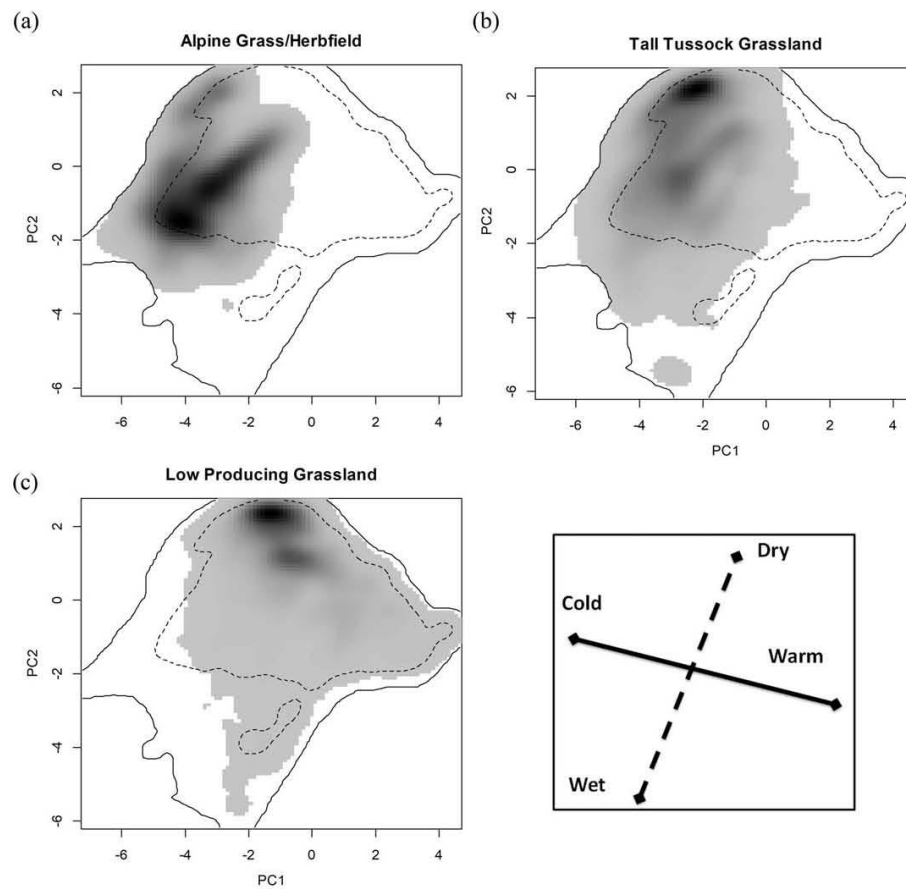 (a)
Alpine Grass/Herbfield
PC2
2
0
-2
-4
-6
-6 -4 -2 0 2 4
(b)
Tall Tussock Grassland
PC2
2
0
-2
-4
-6
-6 -4 -2 0 2 4
PC1
(c)
Low Producing Grassland
PC2
2
0
-2
-4
-6
-6 -4 -2 0 2 4
PC1
Dry
Cold
Warm
Wet